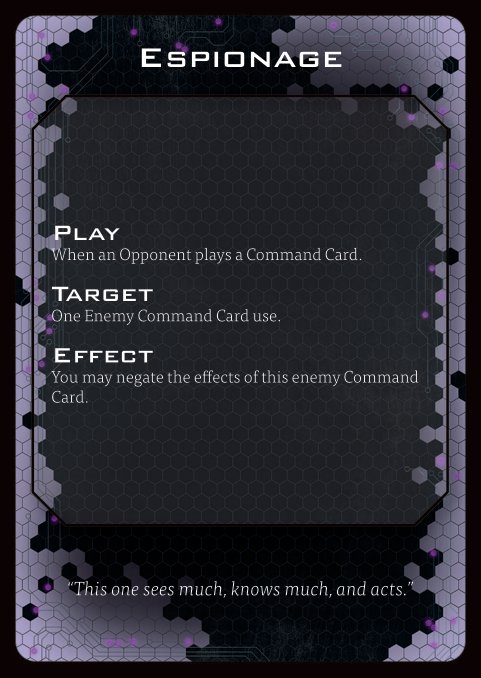 Espionage
Play
When an Opponent plays a Command Card.
Target
One Enemy Command Card use.
Effect
You may negate the effects of this enemy Command
Card.
“This one sees much, knows much, and acts.”